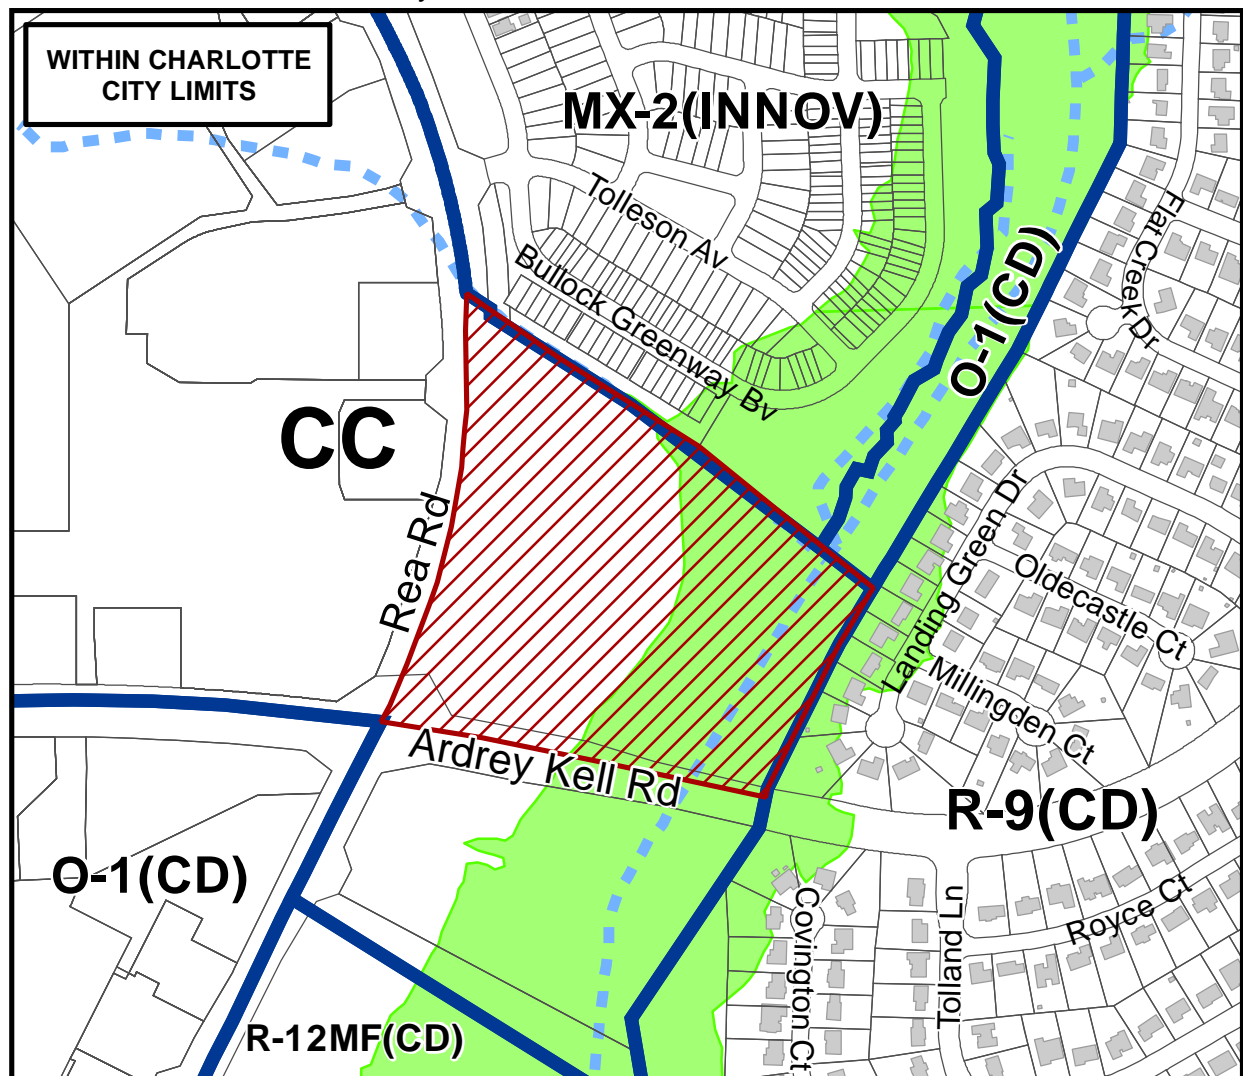 WITHIN CHARLOTTE
CITY LIMITS
MX-2(INNOV)
Tolleson Av
Bullock Greenway Bv
Flat Creek Dr
O-1(CD)
CC
Rea Rd
Landing Green Dr
Oldecastle Ct
Millingden Ct
Ardrey Kell Rd
R-9(CD)
O-1(CD)
Covington Ct
Tolland Ln
Royce Ct
R-12MF(CD)